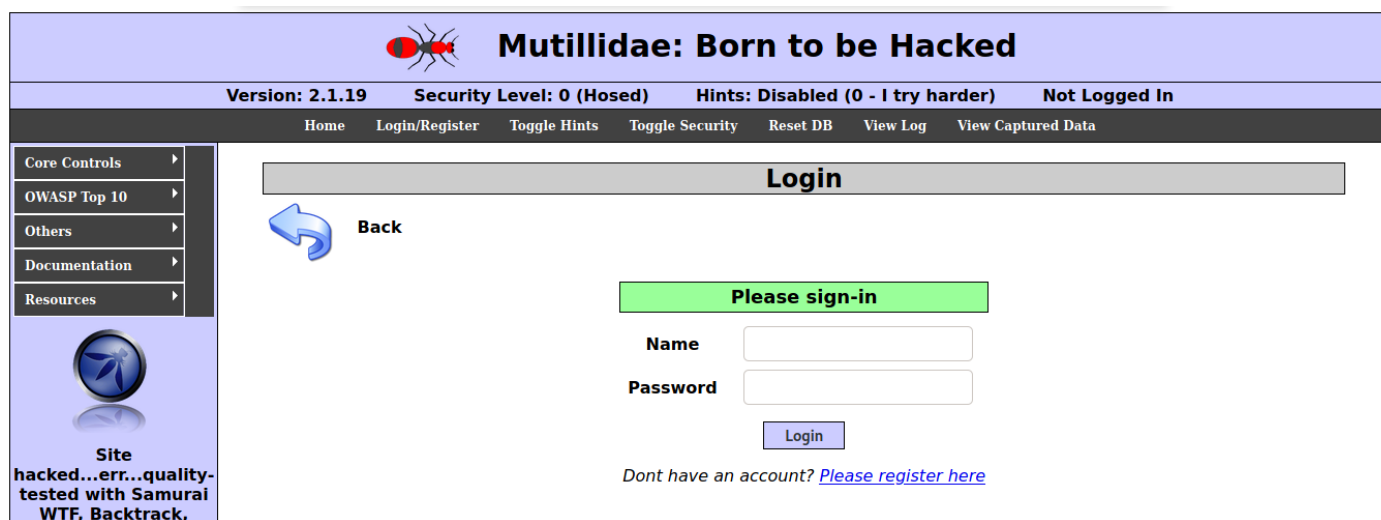 Mutillidae: Born to be Hacked
Version: 2.1.19 Security Level: 0 (Hosed) Hints: Disabled (0 - I try harder) Not Logged In
Home Login/Register Toggle Hints Toggle Security Reset DB View Log View Captured Data
Core Controls
OWASP Top 10
Others
Documentation
Resources
Site
hacked...err...quality-
tested with Samurai
WTF, Backtrack,
Login
Back
Please sign-in
Name
Password
Login
Dont have an account? Please register here